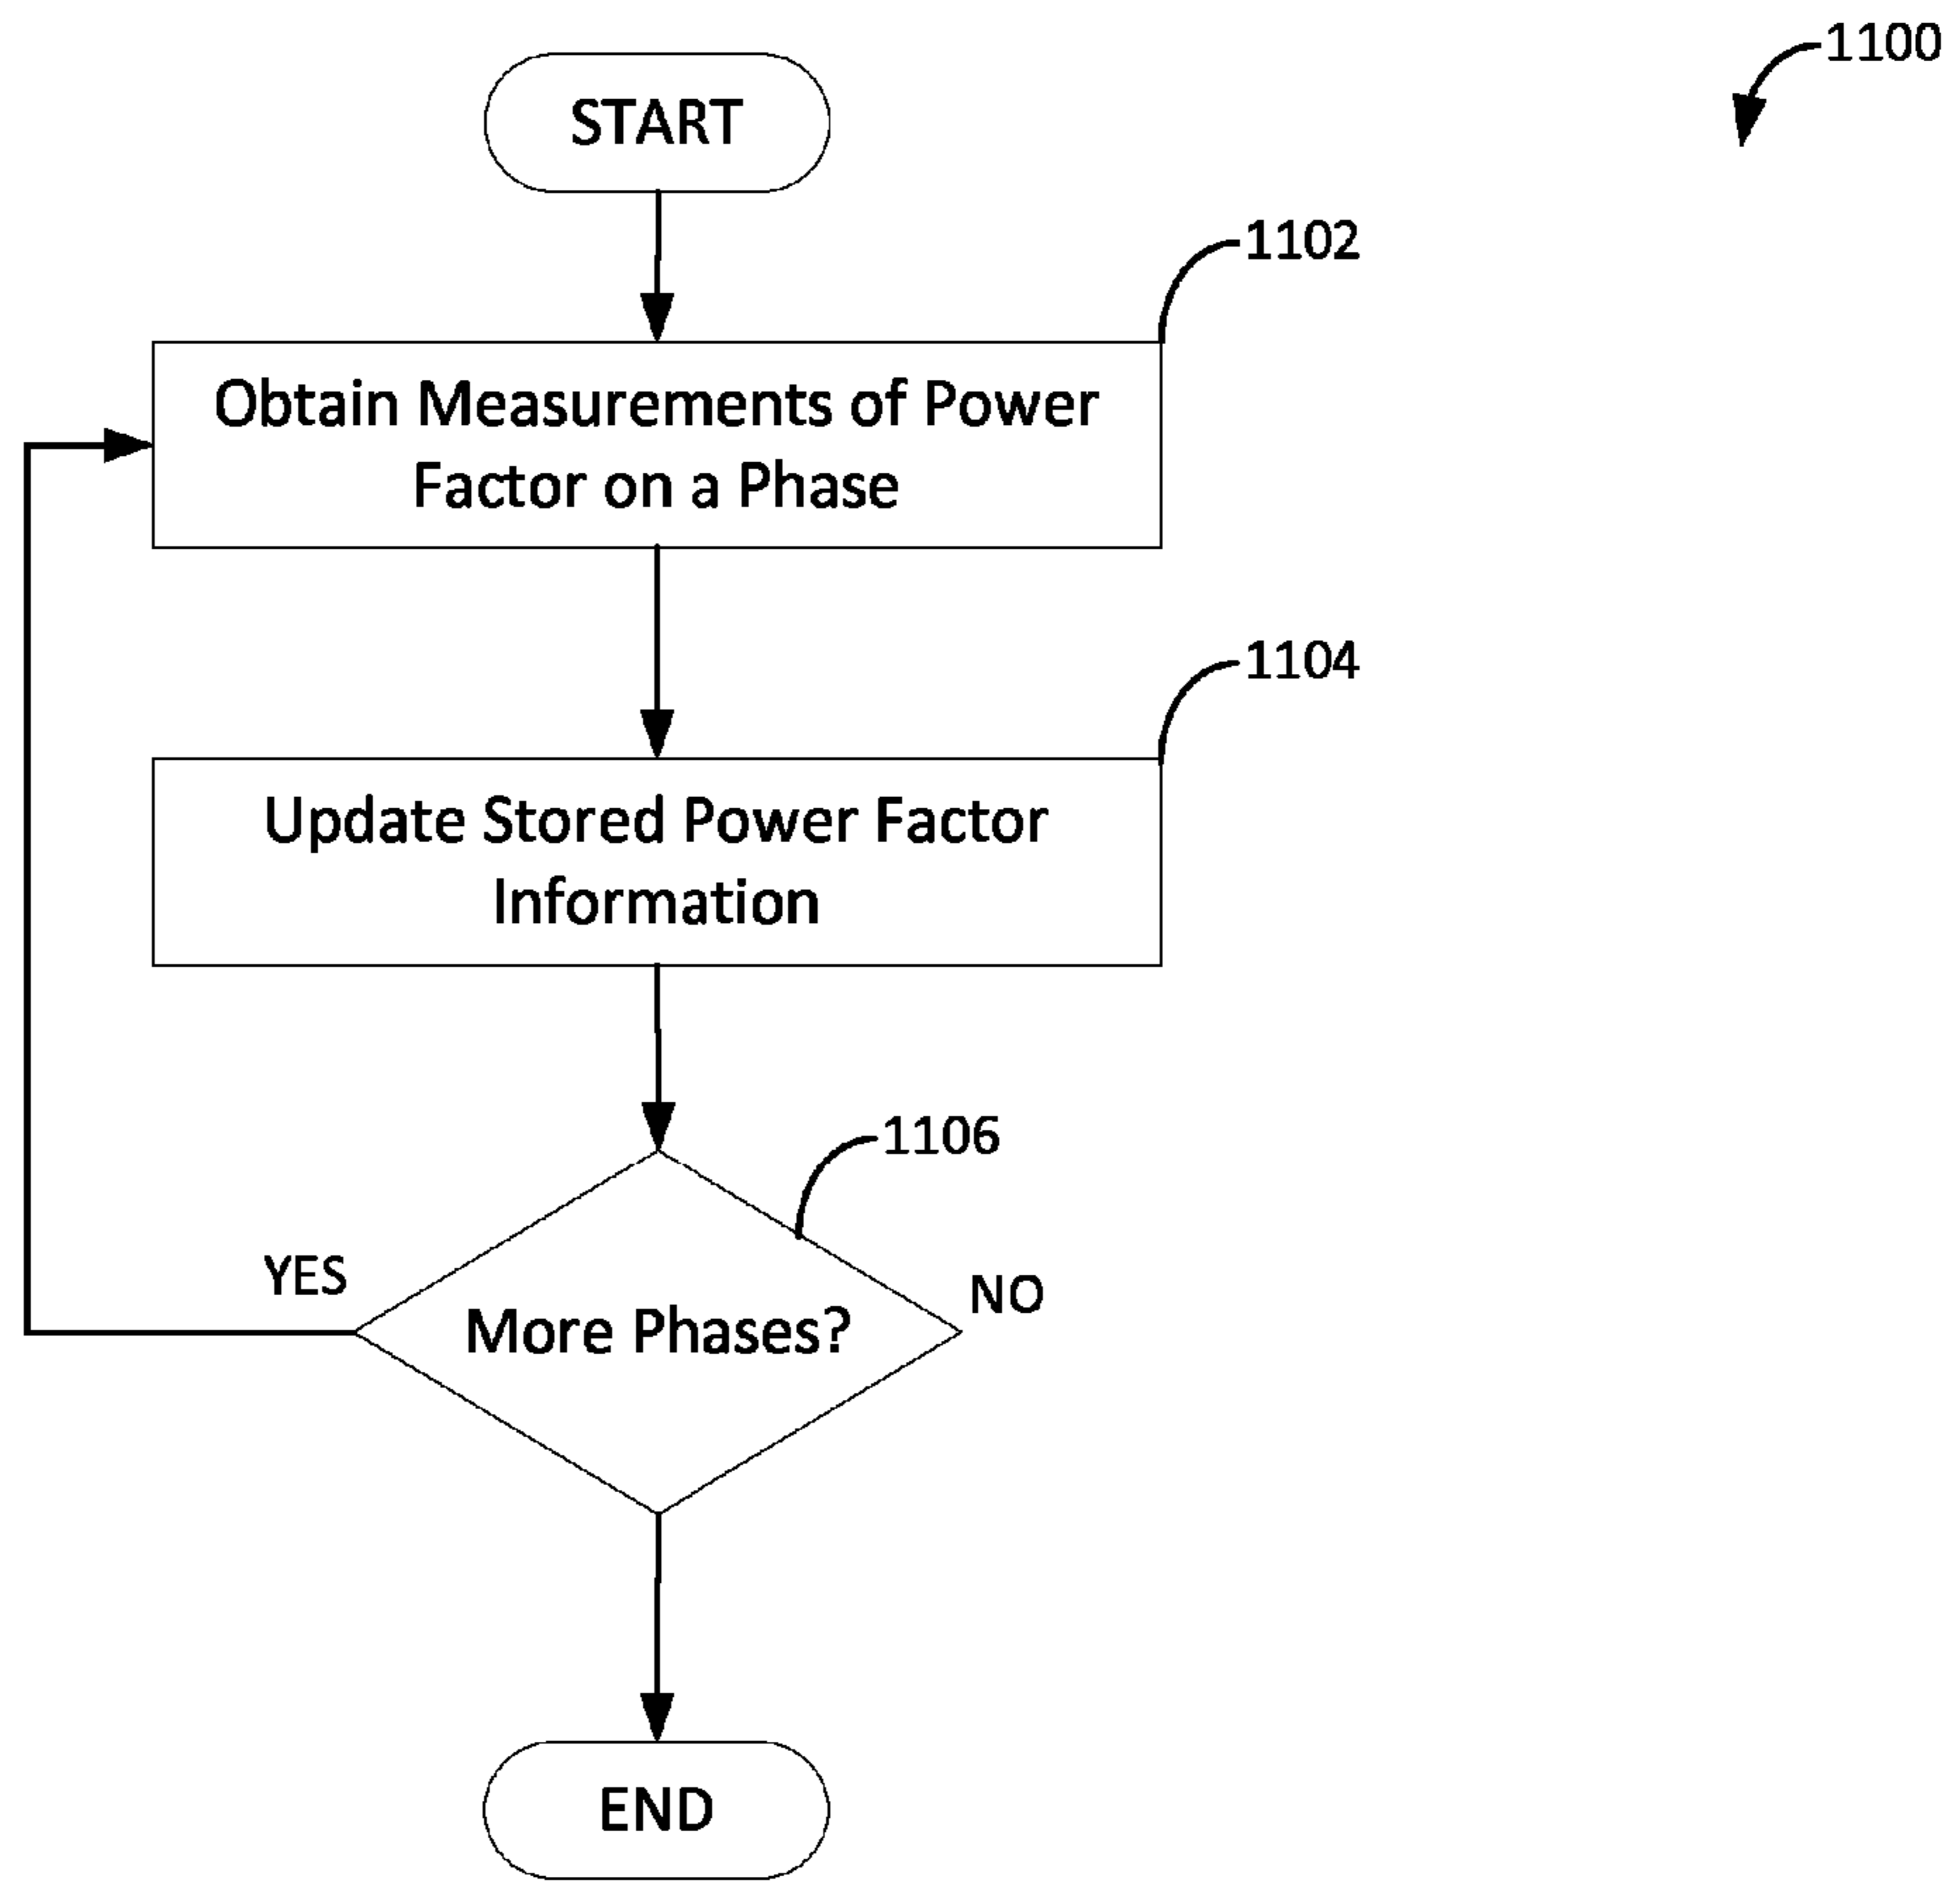 1100
START
1102
Obtain Measurements of Power
Factor on a Phase
1104
Update Stored Power Factor
Information
1106
YES
NO
More Phases?
END